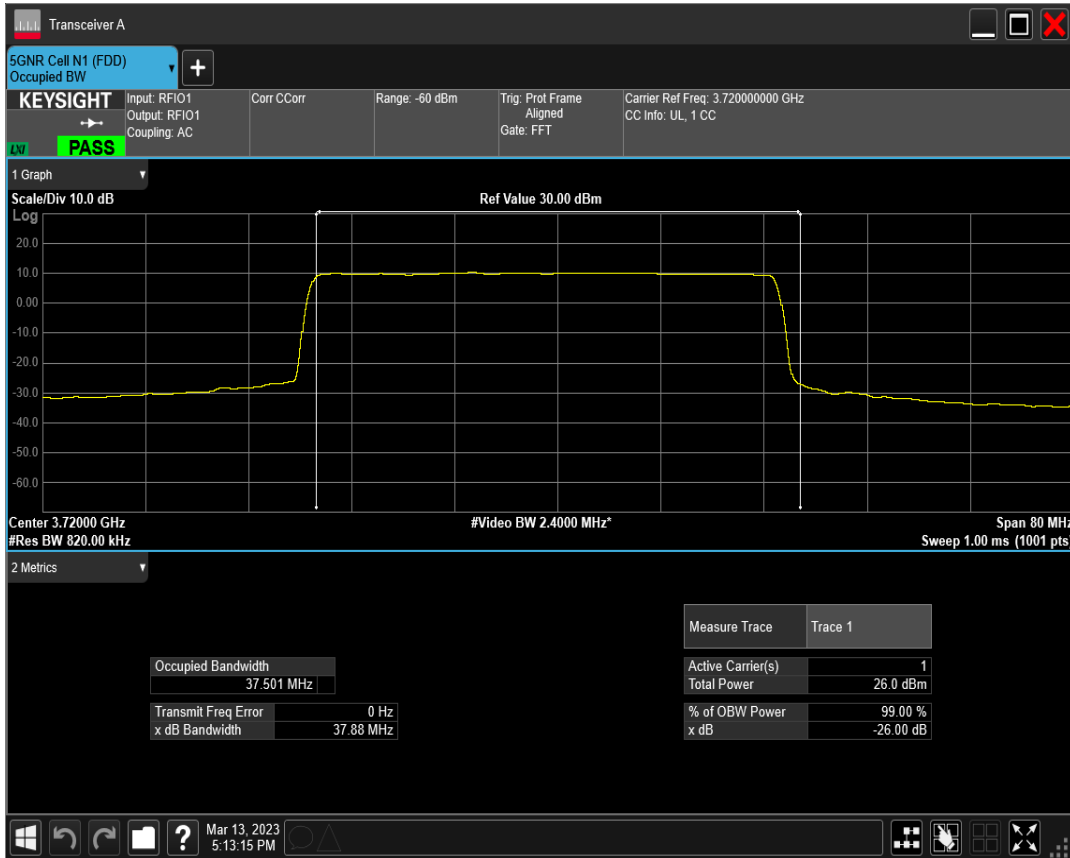 Transceiver A
5GNR Cell N1 (FDD)
Occupied BW
+
KEYSIGHT
LXI
PASS
Input: RFIO1
Output: RFIO1
Coupling: AC
Corr CCorr
Range: -60 dBm
Trig: Prot Frame
Aligned
Gate: FFT
Carrier Ref Freq: 3.720000000 GHz
CC Info: UL, 1 CC
1 Graph
Scale/Div 10.0 dB
Ref Value 30.00 dBm
Log
20.0
10.0
0.00
-10.0
-20.0
-30.0
-40.0
-50.0
-60.0
Center 3.72000 GHz
#Video BW 2.4000 MHz*
Span 80 MHz
#Res BW 820.00 kHz
Sweep 1.00 ms (1001 pts)
2 Metrics
Measure Trace Trace 1
Occupied Bandwidth
37.501 MHz
Transmit Freq Error 0 Hz
x dB Bandwidth 37.88 MHz
Active Carrier(s) 1
Total Power 26.0 dBm
% of OBW Power 99.00 %
x dB -26.00 dB
?
Mar 13, 2023
5:13:15 PM